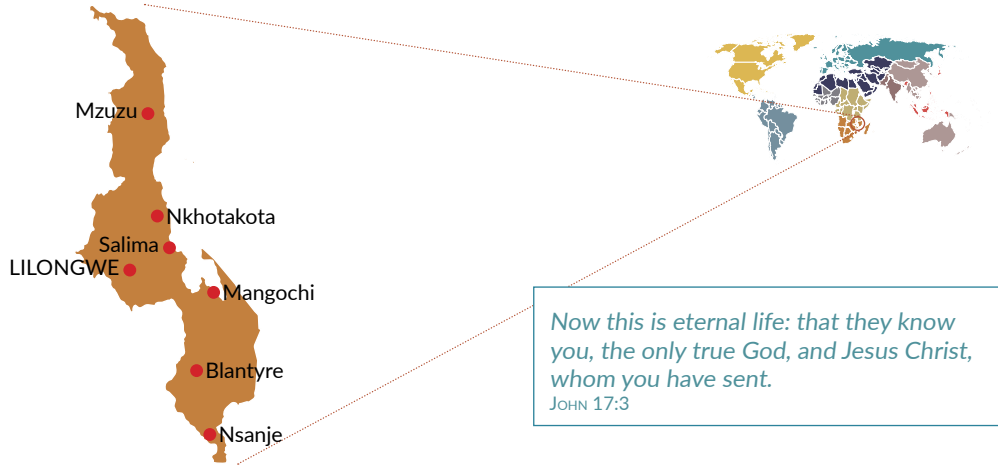 Mzuzu
Nkhotakota
Salima
LILONGWE
Mangochi
Blantyre
Nsanje
Now this is eternal life: that they know
you, the only true God, and Jesus Christ,
whom you have sent.
John 17:3